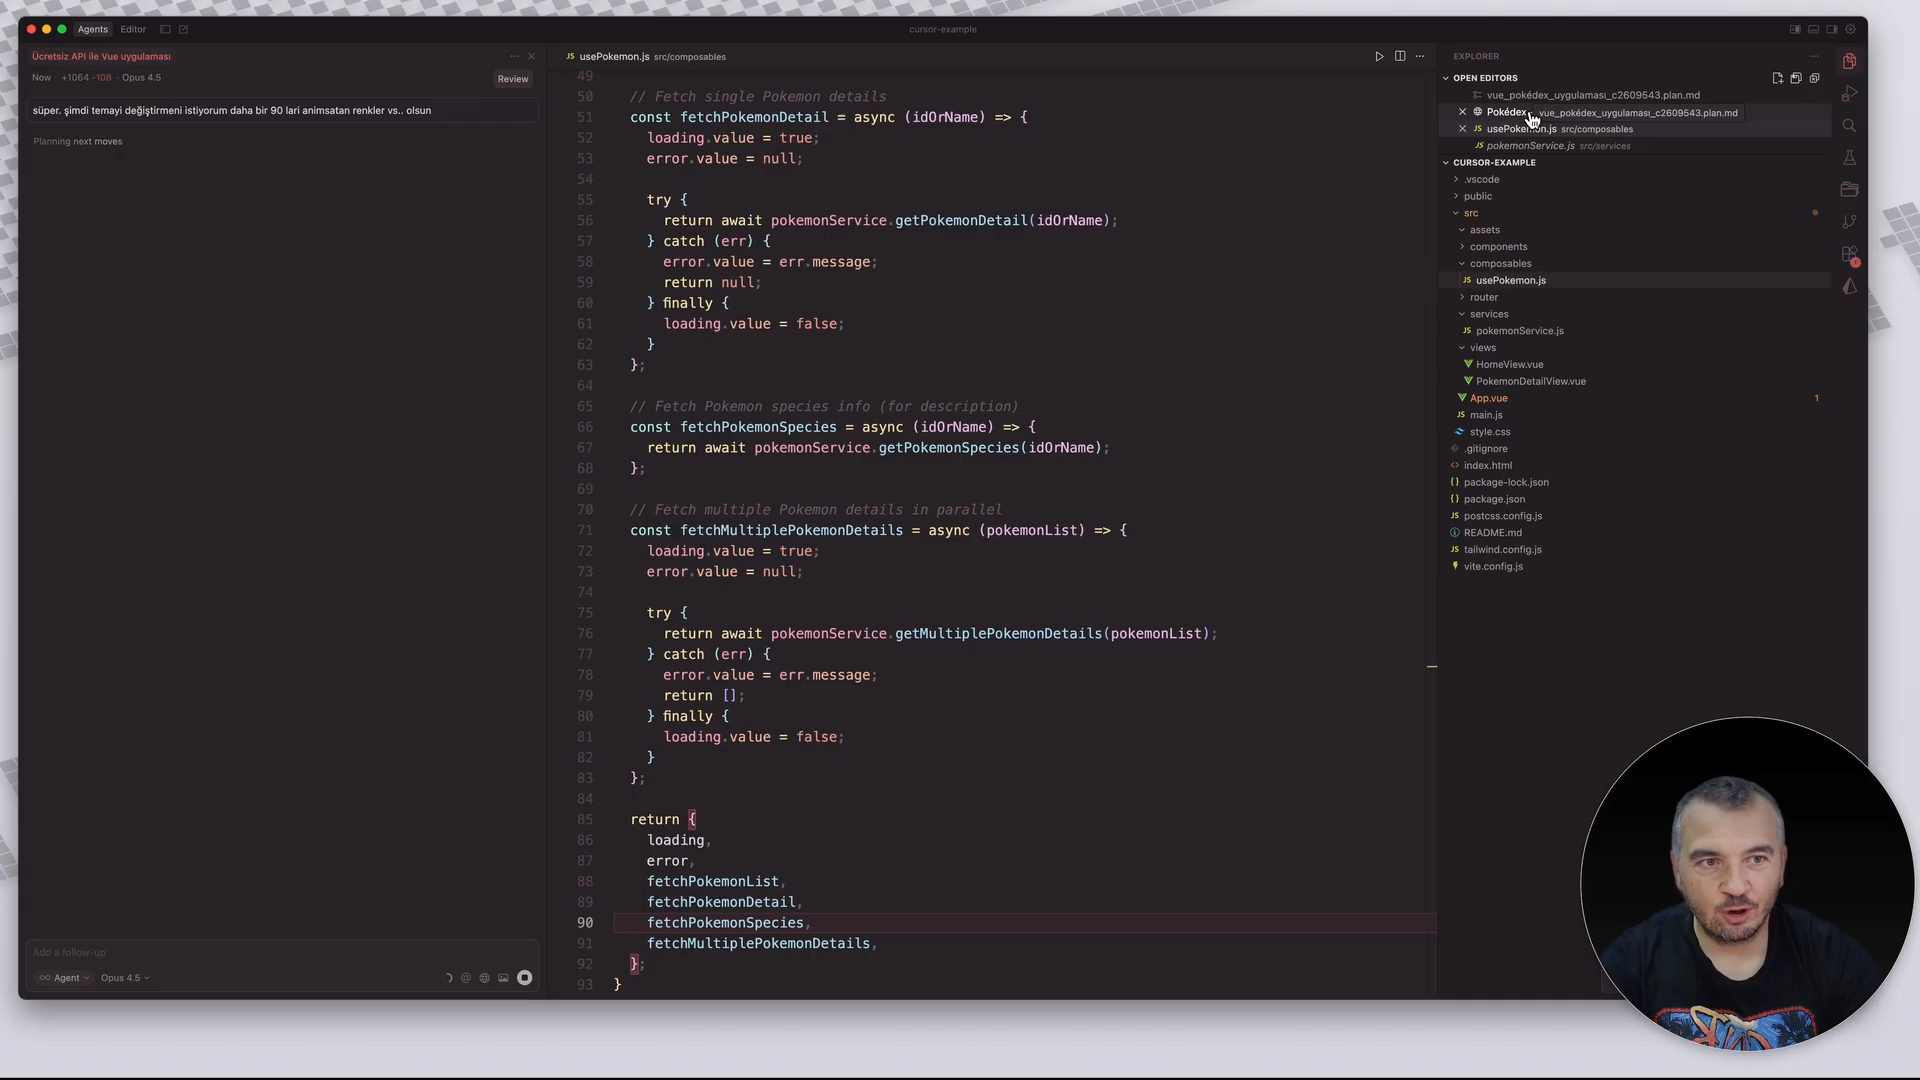 Agents
Editor
cursor-example
Ücretsiz API ile Vue uygulaması
Now · +1064 -108 · Opus 4.5
Review
süper. şimdi temayi değiştirmeni istiyorum daha bir 90 lari animsatan renkler vs.. olsun
Planning next moves
Add a follow-up
Agent
Opus 4.5
JS usePokemon.js src/composables
49
50 // Fetch single Pokemon details
51 const fetchPokemonDetail = async (idOrName) => {
52 loading.value = true;
53 error.value = null;
54
55 try {
56 return await pokemonService.getPokemonDetail(idOrName);
57 } catch (err) {
58 error.value = err.message;
59 return null;
60 } finally {
61 loading.value = false;
62 }
63 };
64
65 // Fetch Pokemon species info (for description)
66 const fetchPokemonSpecies = async (idOrName) => {
67 return await pokemonService.getPokemonSpecies(idOrName);
68 };
69
70 // Fetch multiple Pokemon details in parallel
71 const fetchMultiplePokemonDetails = async (pokemonList) => {
72 loading.value = true;
73 error.value = null;
74
75 try {
76 return await pokemonService.getMultiplePokemonDetails(pokemonList);
77 } catch (err) {
78 error.value = err.message;
79 return [];
80 } finally {
81 loading.value = false;
82 }
83 };
84
85 return {
86 loading,
87 error,
88 fetchPokemonList,
89 fetchPokemonDetail,
90 fetchPokemonSpecies,
91 fetchMultiplePokemonDetails,
92 };
93 }
EXPLORER
OPEN EDITORS
vue_pokédex_uygulaması_c2609543.plan.md
Pokédex
vue_pokédex_uygulaması_c2609543.plan.md
JS usePokemon.js src/composables
JS pokemonService.js src/services
CURSOR-EXAMPLE
.vscode
public
src
assets
components
composables
JS usePokemon.js
router
services
JS pokemonService.js
views
HomeView.vue
PokemonDetailView.vue
App.vue 1
JS main.js
style.css
.gitignore
index.html
package-lock.json
package.json
JS postcss.config.js
README.md
JS tailwind.config.js
vite.config.js